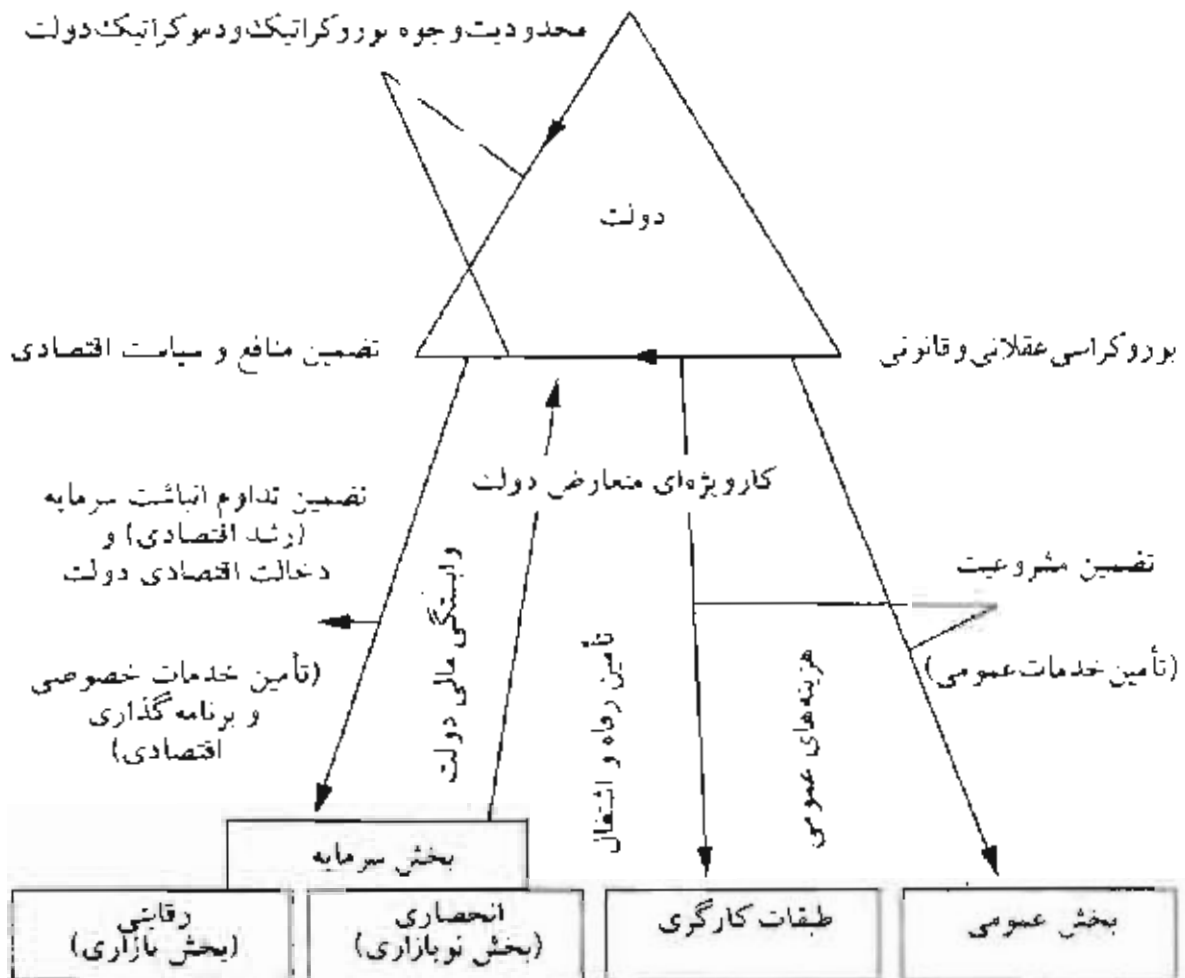 محدودیت وجوه بوروکراتیک و دموکراتیک دولت
دولت
بوروکراسی عقلانی و قانونی
تضمین منافع و سیاست اقتصادی
کارویژه‌های متعارض دولت
تضمین تداوم انباشت سرمایه
(رشد اقتصادی) و
دخالت اقتصادی دولت
(تأمین خدمات خصوصی
و برنامه گذاری
اقتصادی)
وابستگی مالی دولت
تأمین رفاه و اشتغال
هزینه‌های عمومی
تضمین مشروعیت
(تأمین خدمات عمومی)
بخش سرمایه
بخش عمومی
طبقات کارگری
انحصاری
(بخش نوبازاری)
رقابتی
(بخش بازاری)